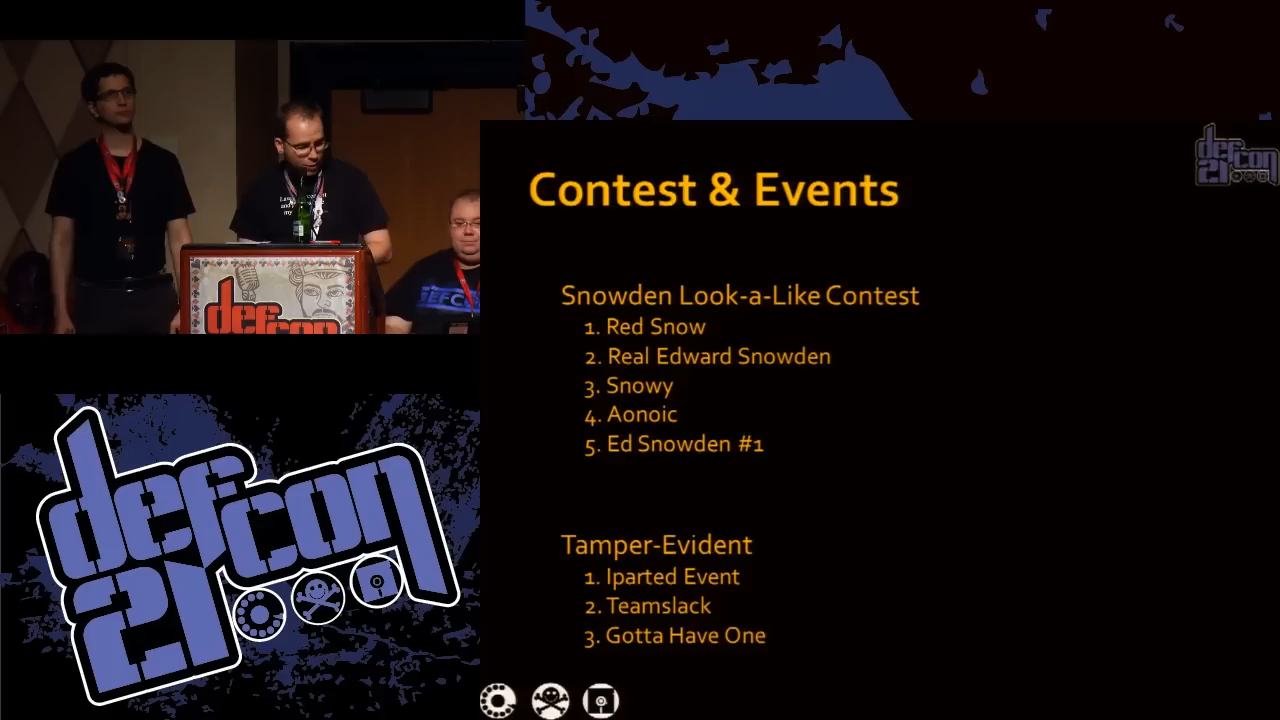 defcon
21
Contest & Events
Snowden Look-a-Like Contest
1. Red Snow
2. Real Edward Snowden
3. Snowy
4. Aonoic
5. Ed Snowden #1
Tamper-Evident
1. Iparted Event
2. Teamslack
3. Gotta Have One
defcon
DEFCO
defcon
21